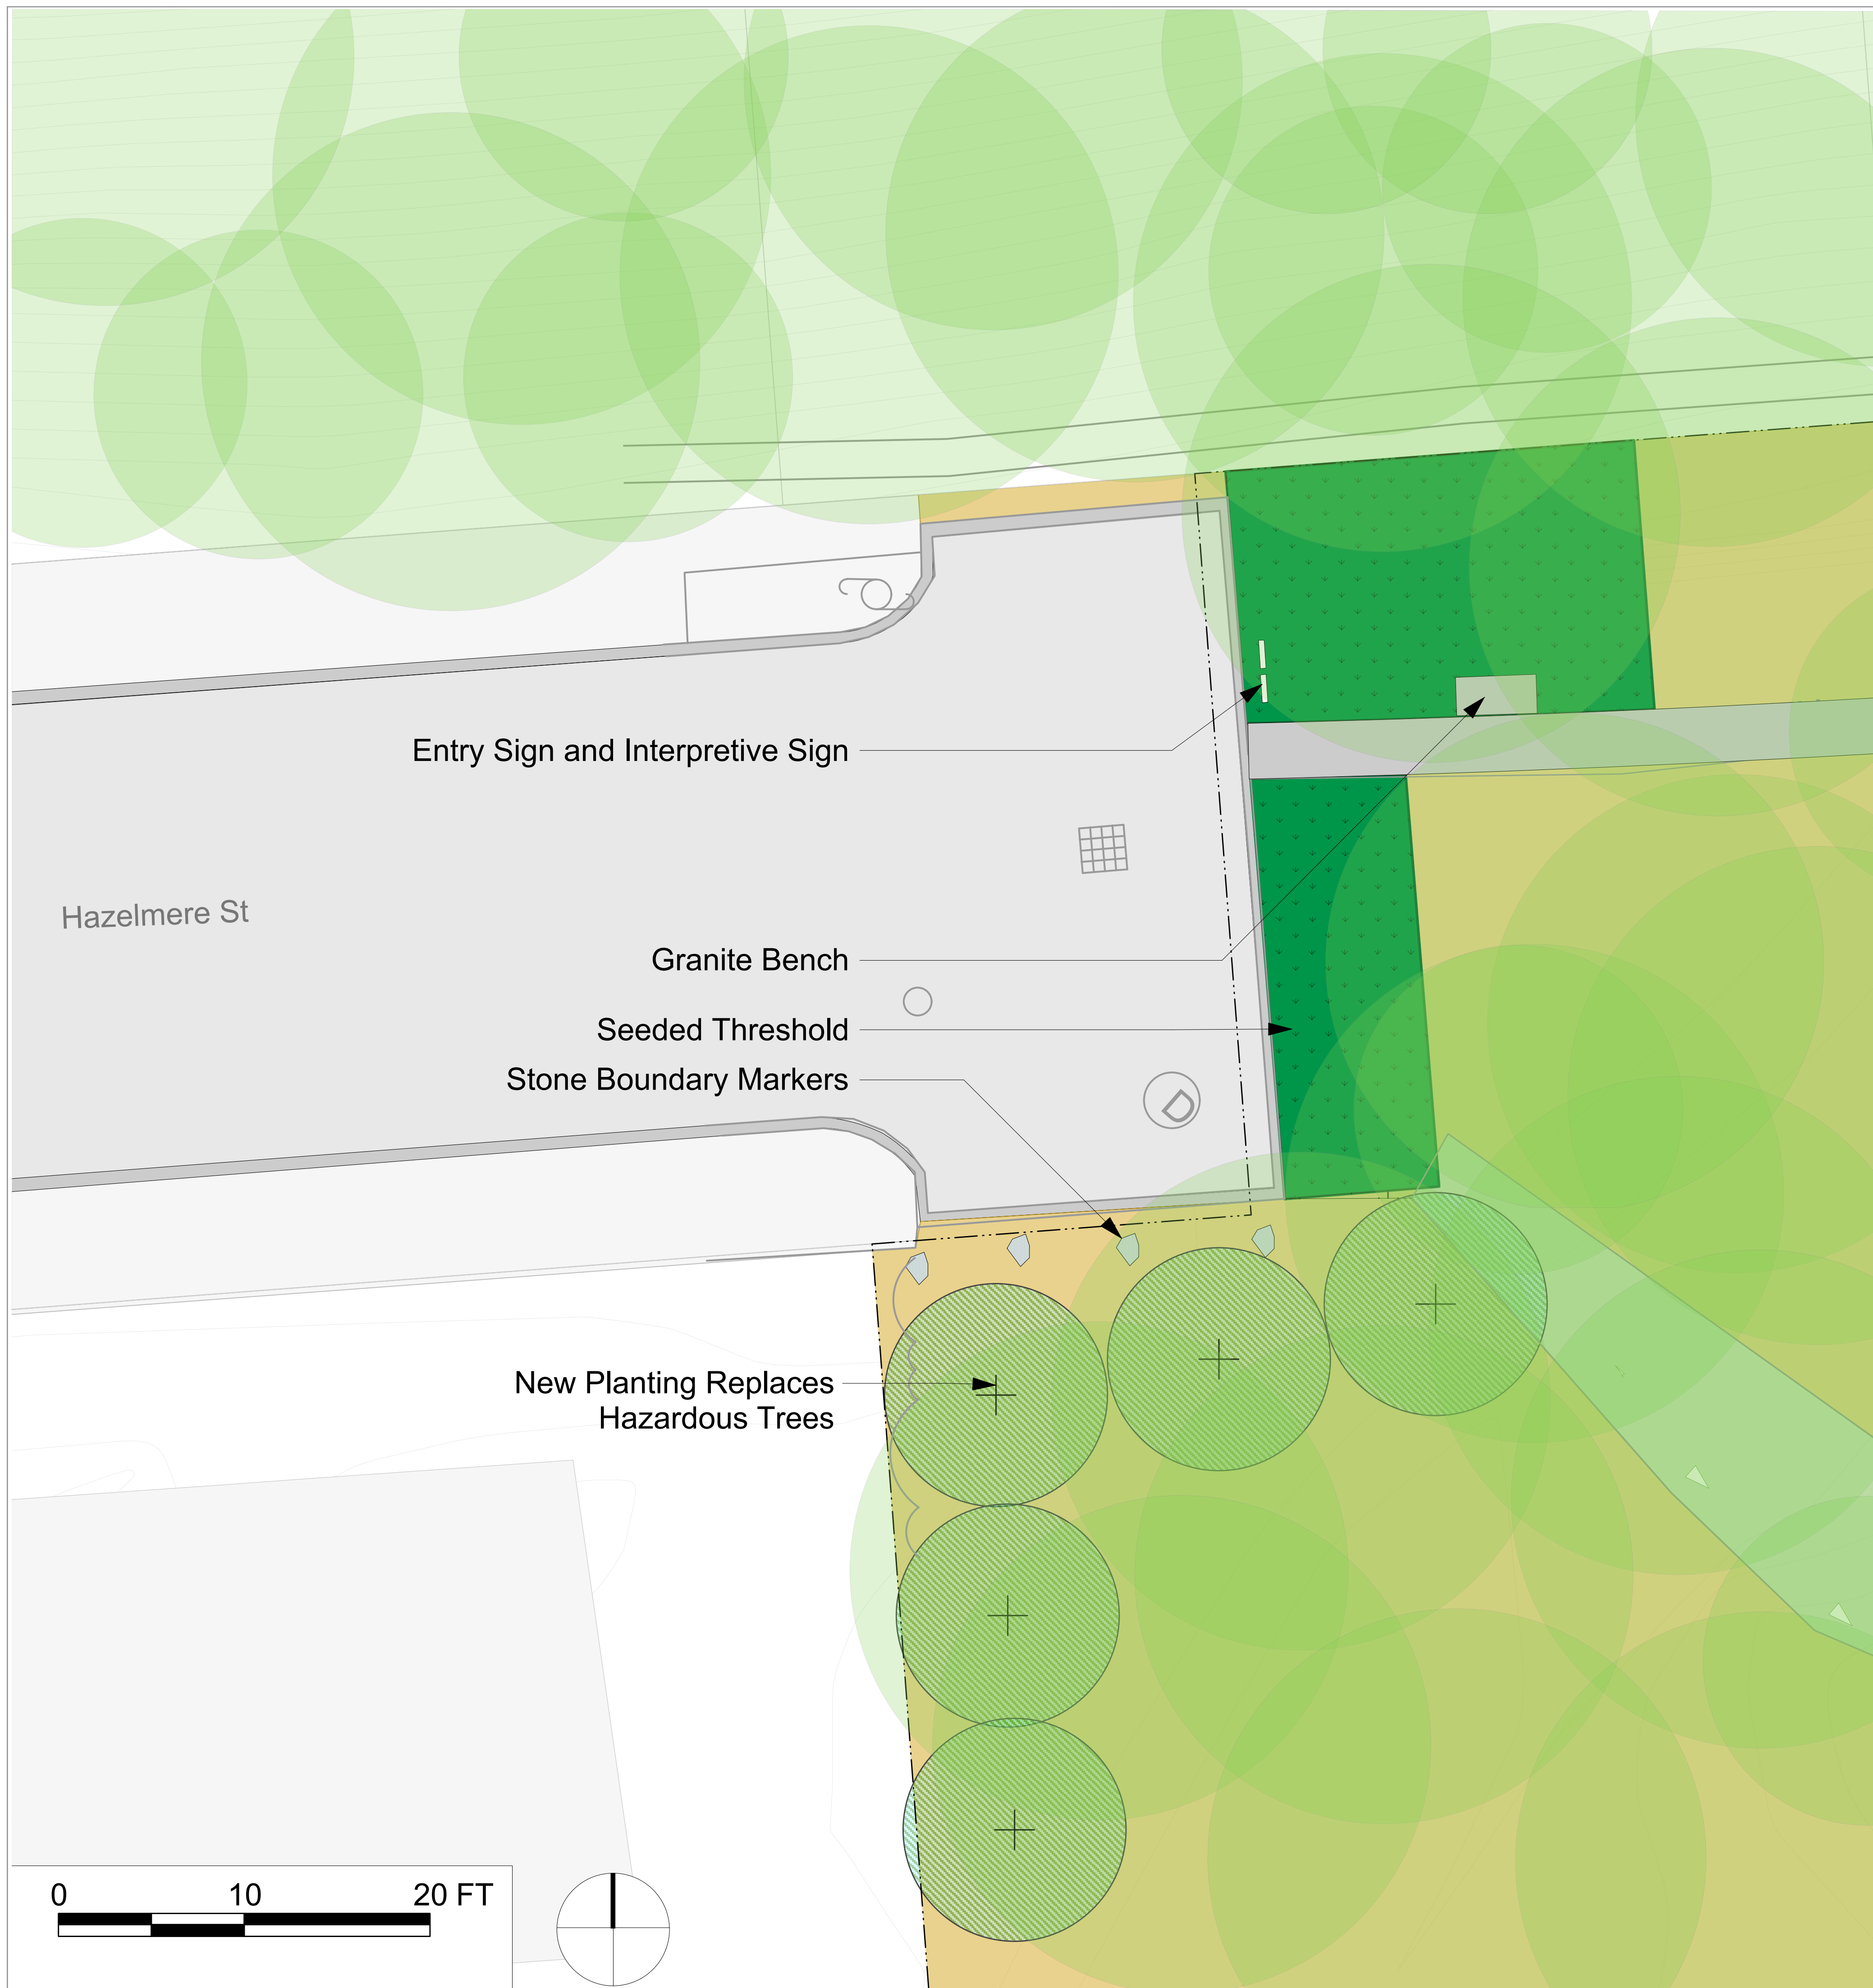 Entry Sign and Interpretive Sign
Hazelmere St
Granite Bench
Seeded Threshold
Stone Boundary Markers
D
New Planting Replaces
Hazardous Trees
0 10 20 FT